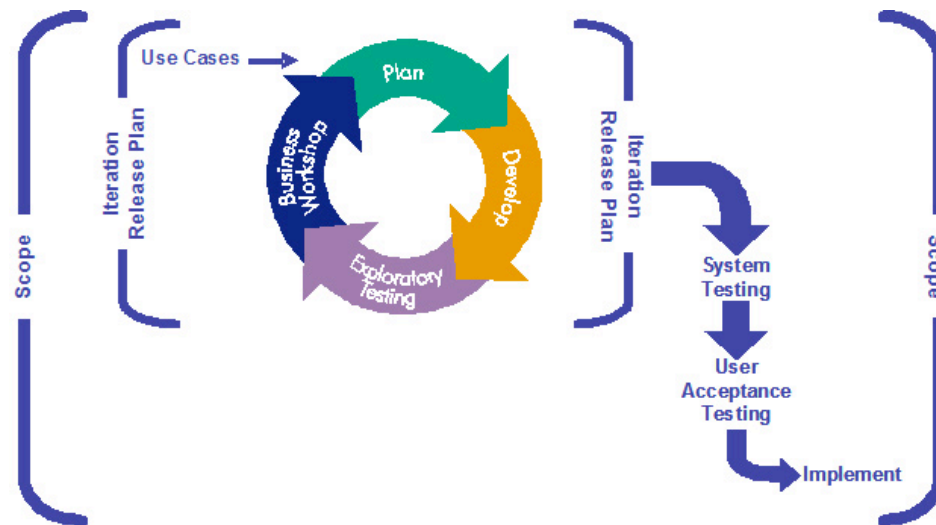 Scope
Iteration
Release Plan
Use Cases
Plan
Develop
Exploratory
Testing
Business
Workshop
Iteration
Release Plan
System
Testing
User
Acceptance
Testing
Implement
Scope